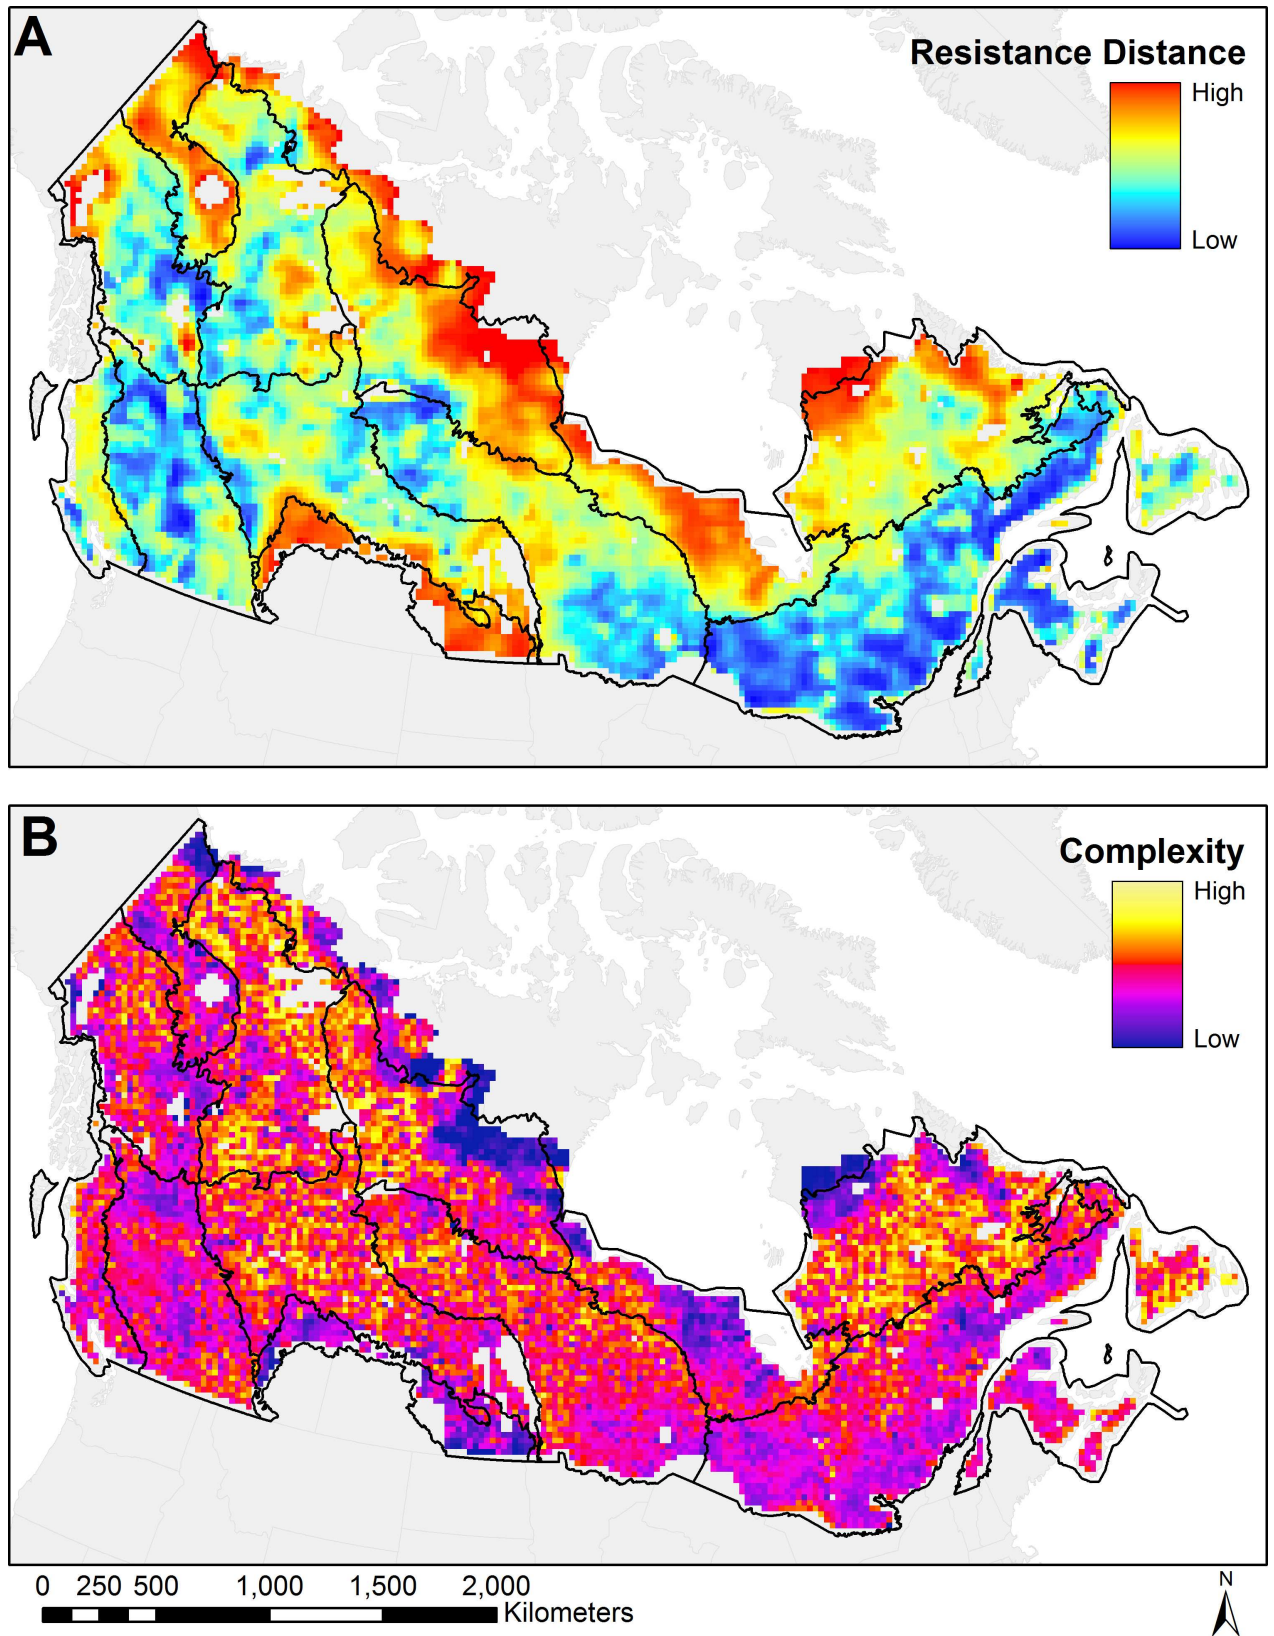 A
Resistance Distance
High
Low
B
Complexity
High
Low
0 250 500 1,000 1,500 2,000
Kilometers
N